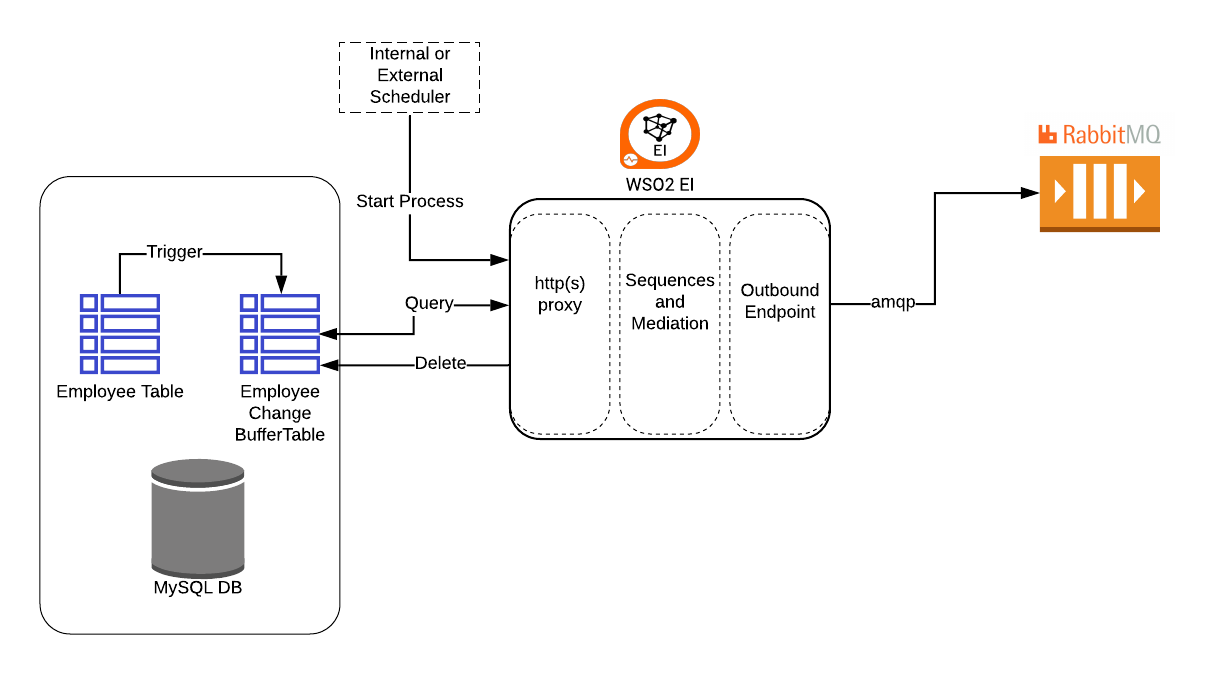 Internal or
External
Scheduler
EI
WSO2 EI
RabbitMQ
Start Process
Trigger
Query
Delete
Employee Table
Employee
Change
BufferTable
MySQL DB
http(s)
proxy
Sequences
and
Mediation
Outbound
Endpoint
amqp